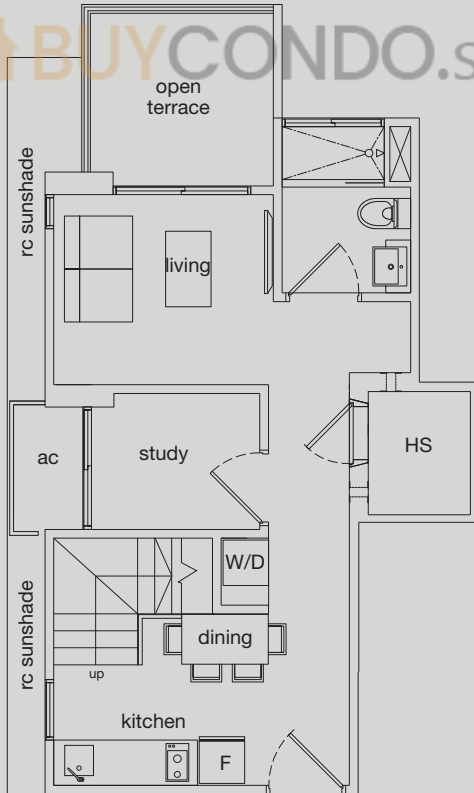 BUYCONDO.s
open
terrace
rc sunshade
living
ac
study
HS
W/D
rc sunshade
dining
up
kitchen
F